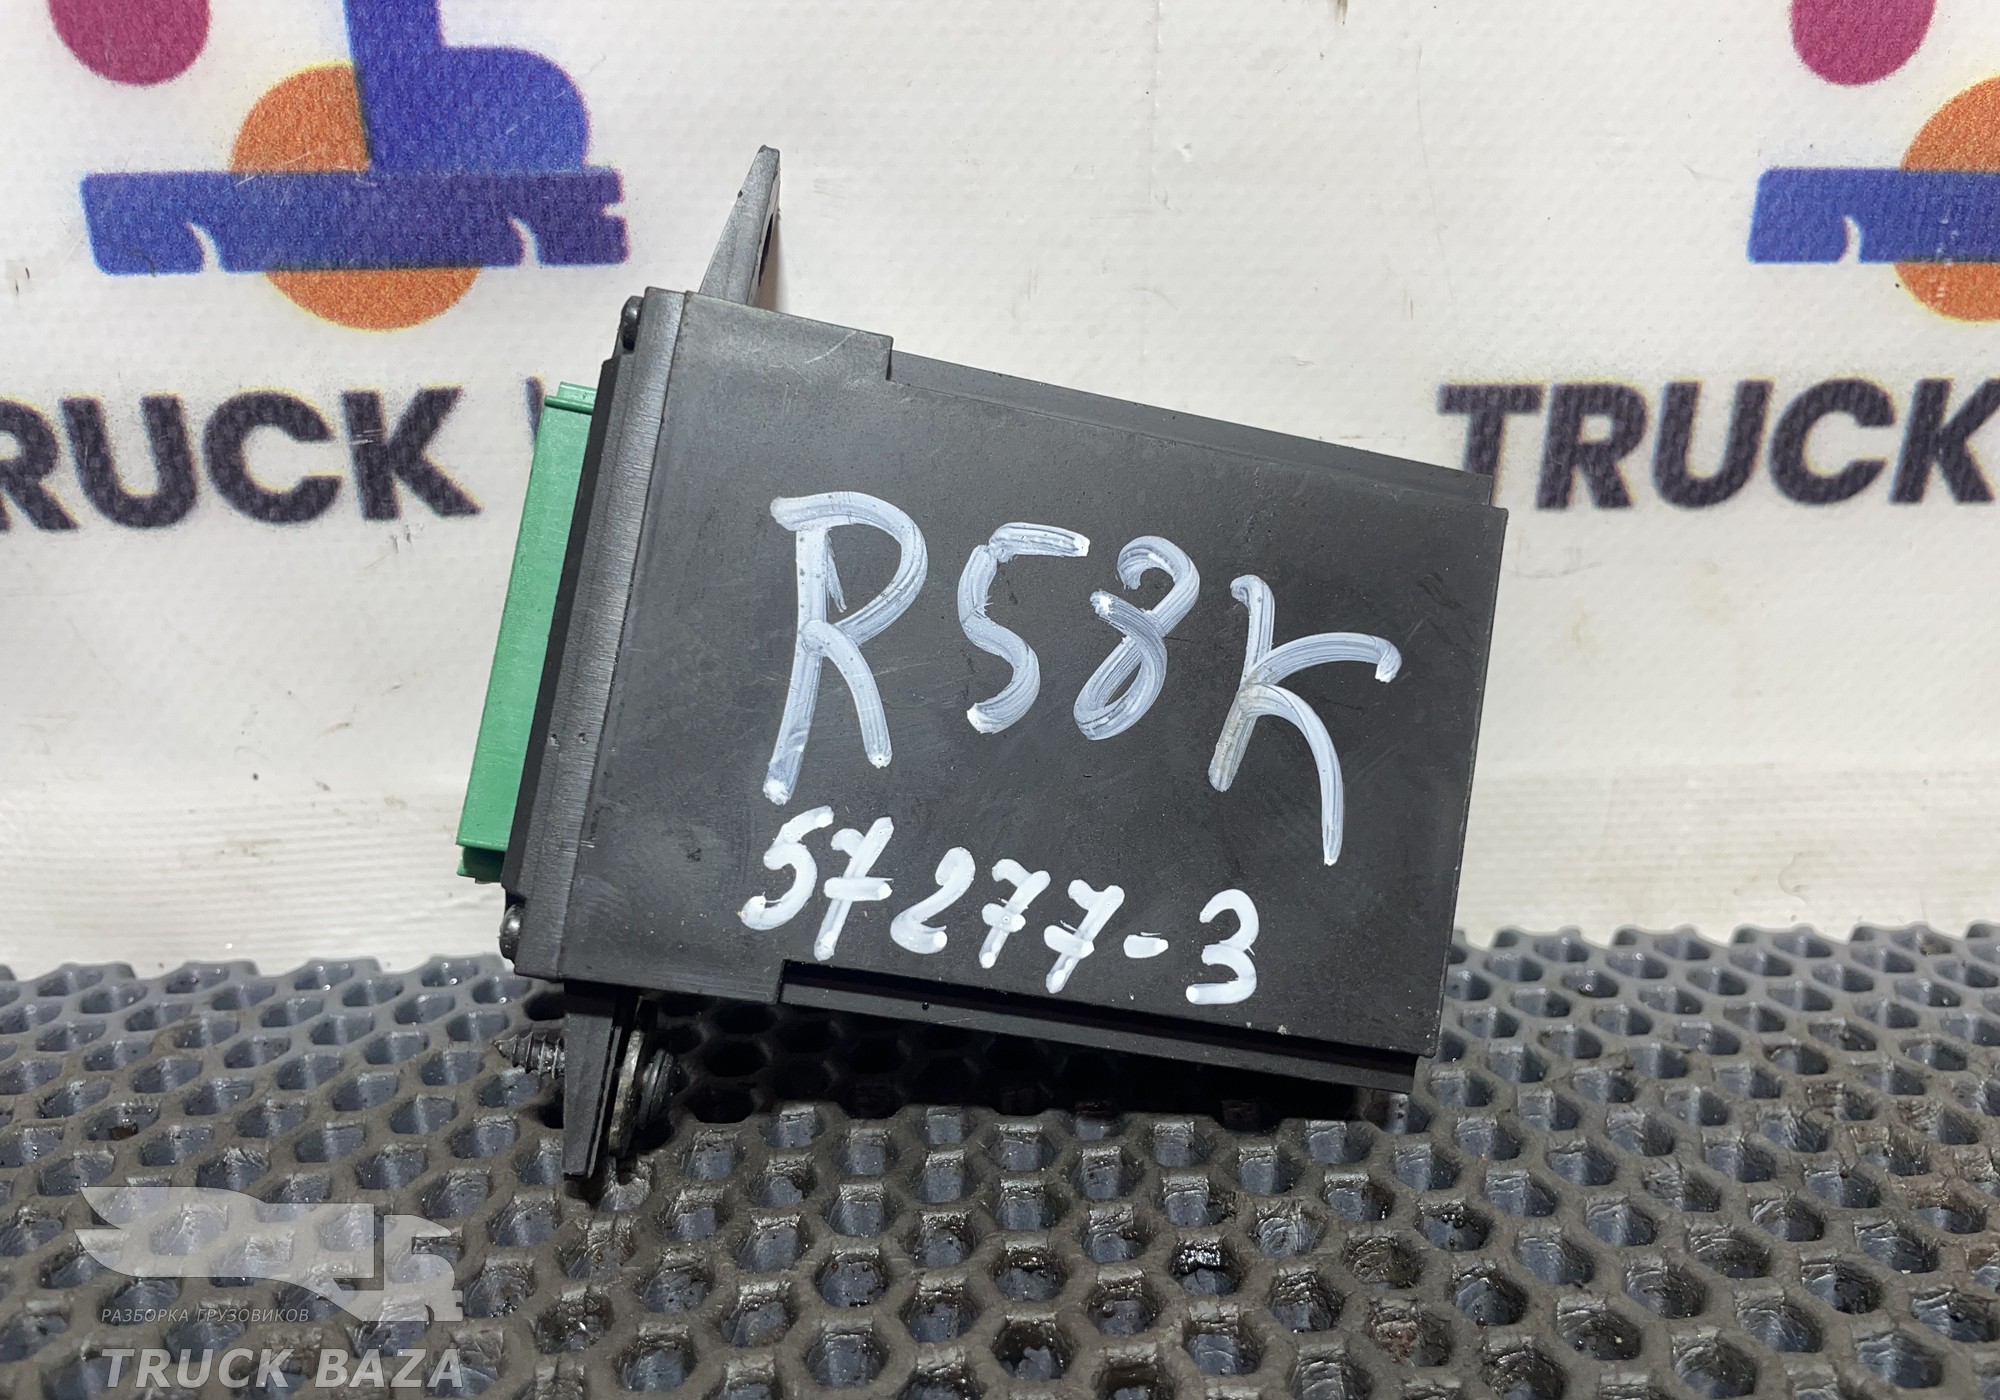 RUCK
TRUCK
R58K
57277-3
РАЗБОРКА ГРУЗОВИКОВ
TRUCK BAZA